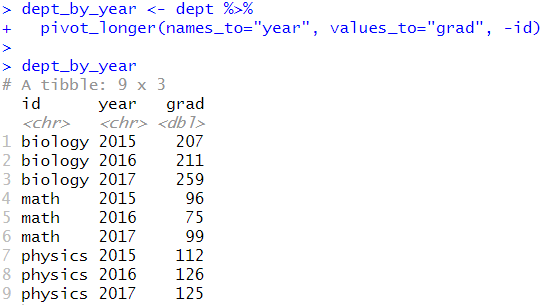 > dept_by_year <- dept %>%
+   pivot_longer(names_to="year", values_to="grad", -id)
>
> dept_by_year
# A tibble: 9 x 3
  id      year   grad
  <chr>   <chr> <dbl>
1 biology 2015    207
2 biology 2016    211
3 biology 2017    259
4 math    2015     96
5 math    2016     75
6 math    2017     99
7 physics 2015    112
8 physics 2016    126
9 physics 2017    125